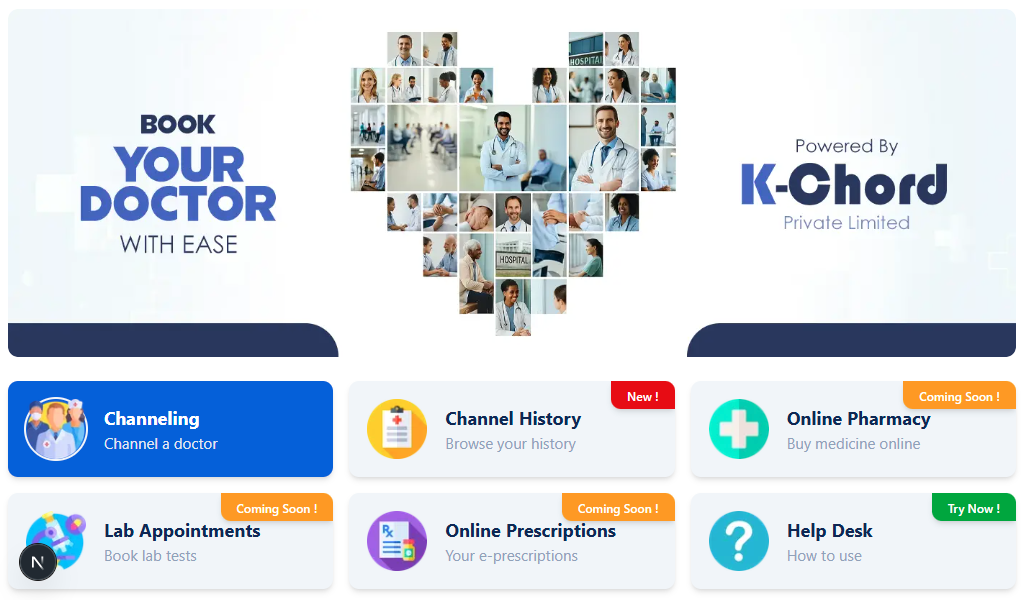 BOOK
YOUR
DOCTOR
WITH EASE
HOSPITAL
HOSPITAL
Powered By
K-Chord
Private Limited
Channeling
Channel a doctor
New !
Channel History
Browse your history
Coming Soon !
Online Pharmacy
Buy medicine online
Coming Soon !
Lab Appointments
Book lab tests
N
Coming Soon !
Online Prescriptions
Your e-prescriptions
Rx
Try Now !
Help Desk
How to use
?